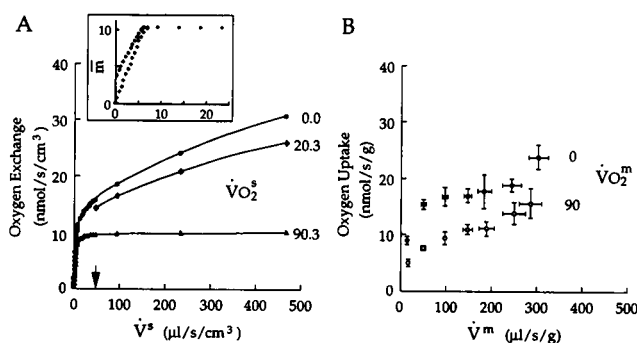 A
B
10
m̄
0
0
10
20
40
30
20
10
0
Oxygen Exchange
(nmol/s/cm³)
0.0
20.3
V̇O₂ˢ
90.3
0
100
200
300
400
500
V̇ˢ (μl/s/cm³)
40
30
20
10
0
Oxygen Uptake
(nmol/s/g)
0
V̇O₂ᵐ
90
0
100
200
300
400
500
V̇ᵐ (μl/s/g)